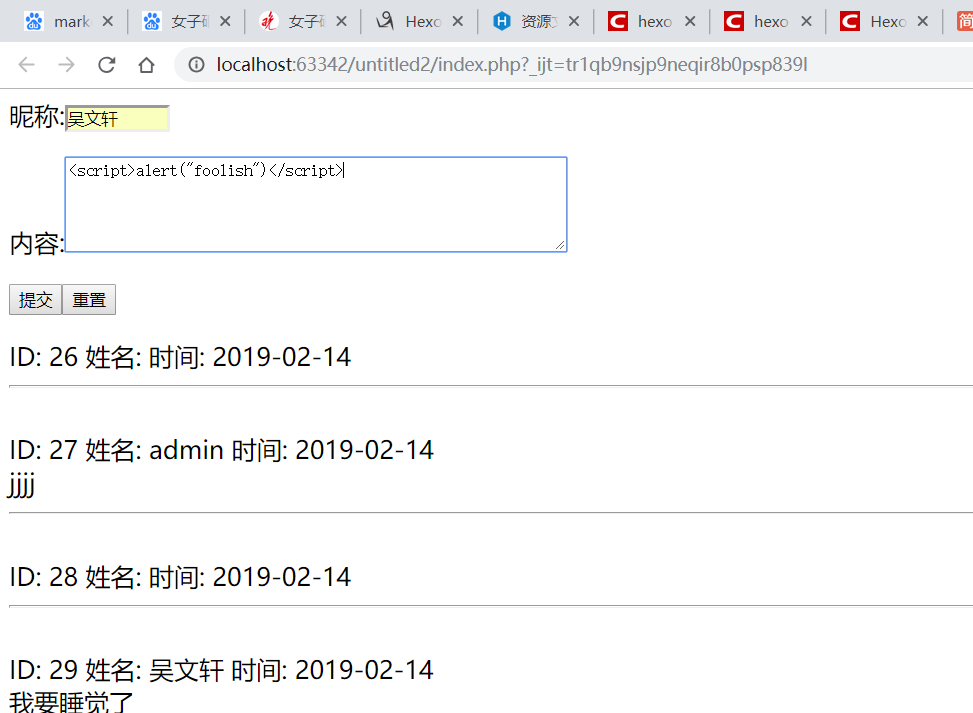 mark
女子
女子
Hexo
资源
hexo
hexo
Hexo
简
localhost:63342/untitled2/index.php?_ijt=tr1qb9nsjp9neqir8b0psp839l
昵称:吴文轩
<script>alert("foolish")</script>
内容:
提交 重置
ID: 26 姓名: 时间: 2019-02-14
ID: 27 姓名: admin 时间: 2019-02-14
jjjj
ID: 28 姓名: 时间: 2019-02-14
ID: 29 姓名: 吴文轩 时间: 2019-02-14
我要睡觉了